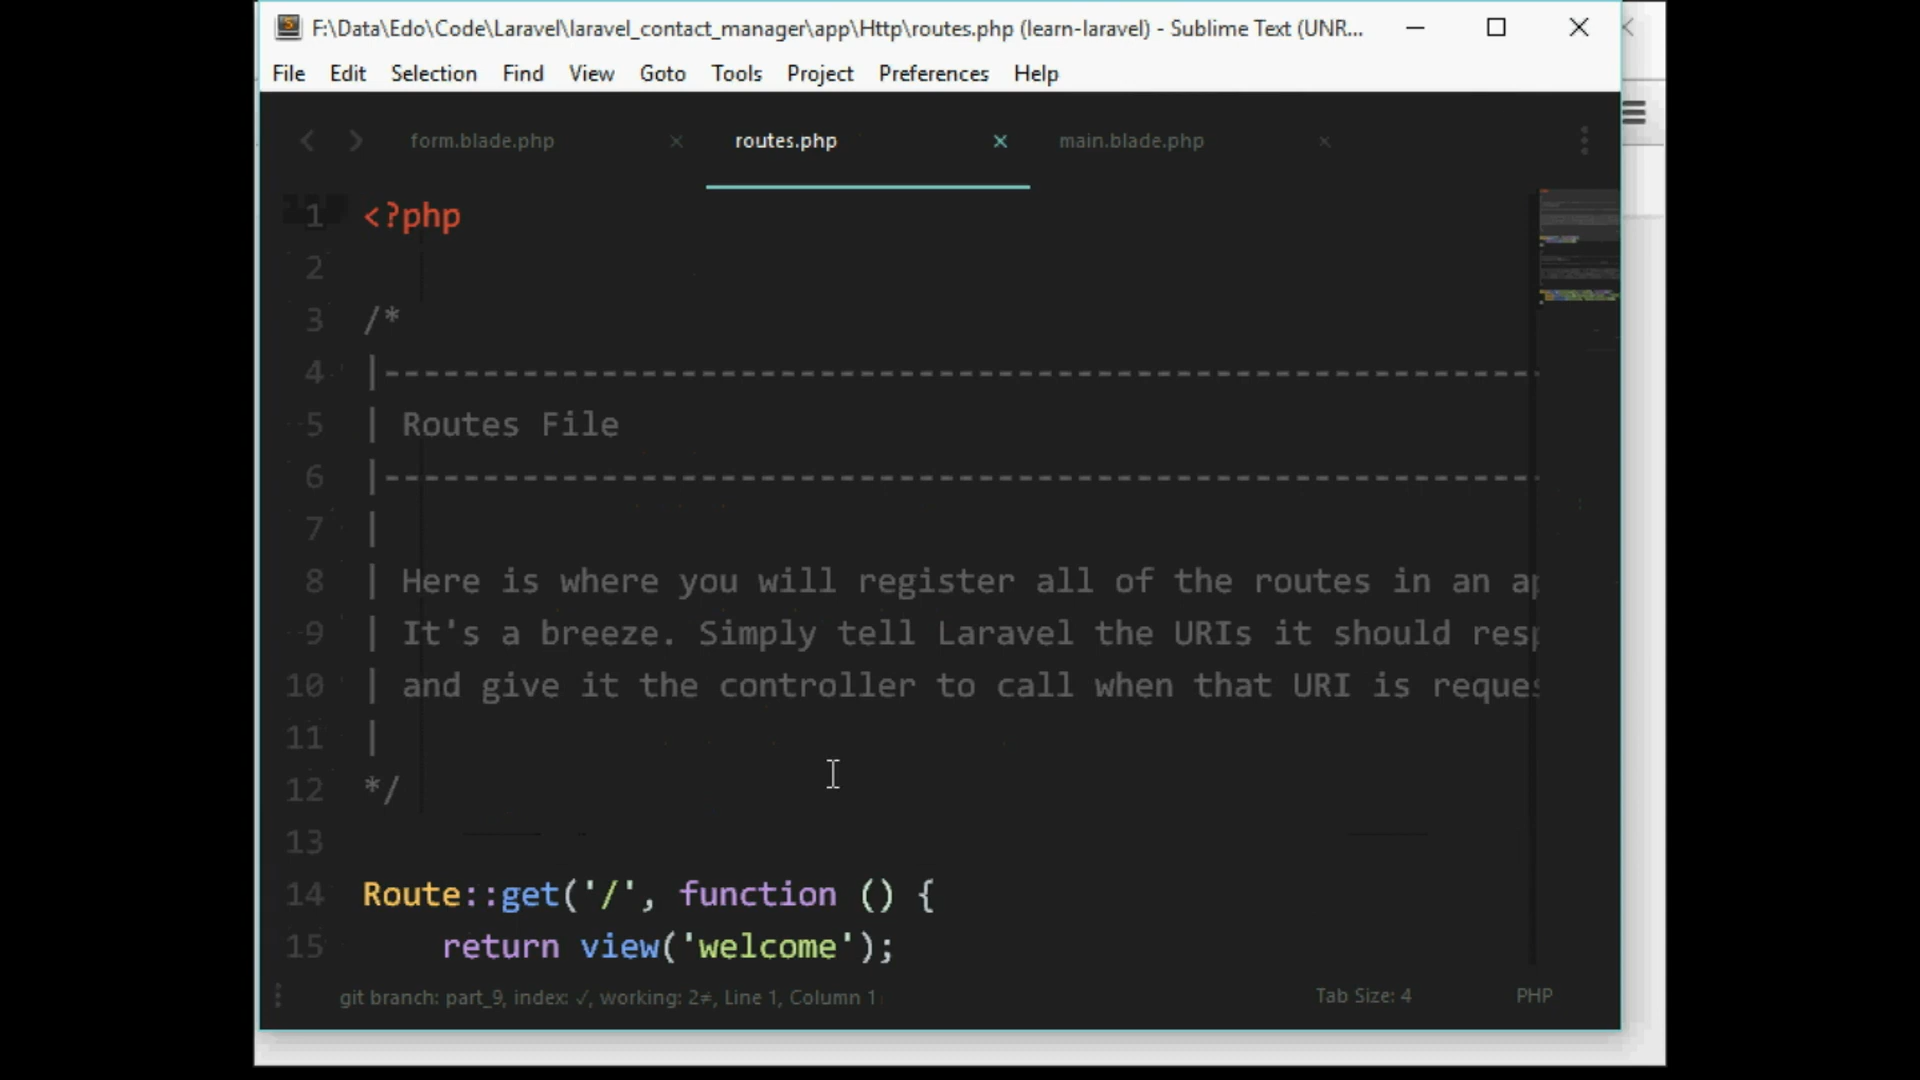 F:\Data\Edo\Code\Laravel\laravel_contact_manager\app\Http\routes.php (learn-laravel) - Sublime Text (UNR...
File Edit Selection Find View Goto Tools Project Preferences Help
form.blade.php routes.php main.blade.php
1 <?php
2
3 /*
4 |----------------------------------------------------------
5 | Routes File
6 |----------------------------------------------------------
7 |
8 | Here is where you will register all of the routes in an
9 | It's a breeze. Simply tell Laravel the URIs it should
10 | and give it the controller to call when that URI is
11 |
12 */
13
14 Route::get('/', function () {
15 return view('welcome');
git branch: part_9, index: ✓, working: 2≠, Line 1, Column 1 Tab Size: 4 PHP